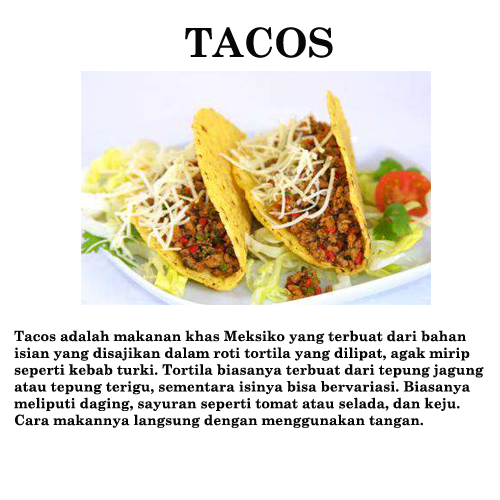 TACOS
Tacos adalah makanan khas Meksiko yang terbuat dari bahan
isian yang disajikan dalam roti tortila yang dilipat, agak mirip
seperti kebab turki. Tortila biasanya terbuat dari tepung jagung
atau tepung terigu, sementara isinya bisa bervariasi. Biasanya
meliputi daging, sayuran seperti tomat atau selada, dan keju.
Cara makannya langsung dengan menggunakan tangan.